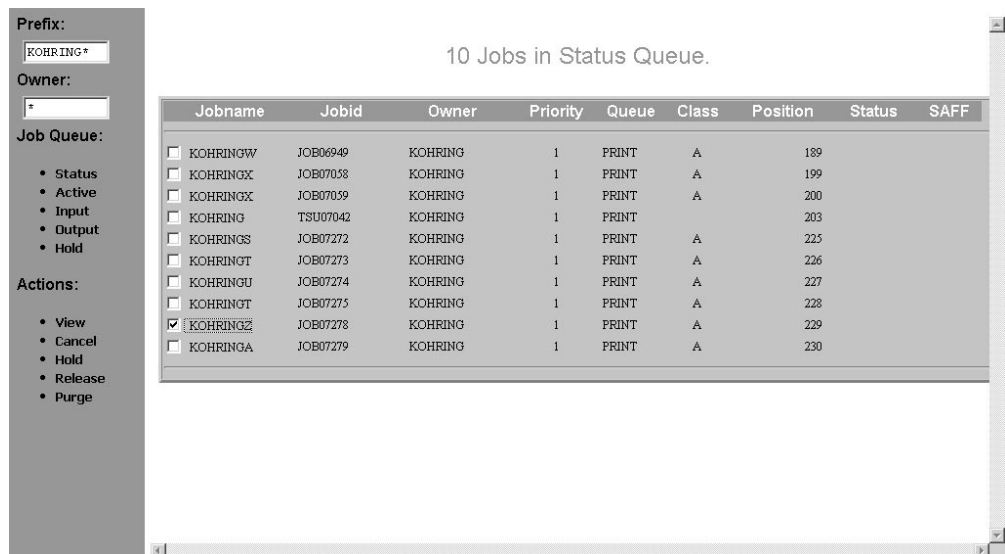 Prefix:
KOHRING*
Owner:
*
Job Queue:
• Status
• Active
• Input
• Output
• Hold
Actions:
• View
• Cancel
• Hold
• Release
• Purge
10 Jobs in Status Queue.
Jobname Jobid Owner Priority Queue Class Position Status SAFF
KOHRINGW JOB06949 KOHRING 1 PRINT A 189
KOHRINGX JOB07058 KOHRING 1 PRINT A 199
KOHRINGX JOB07059 KOHRING 1 PRINT A 200
KOHRING TSU07042 KOHRING 1 PRINT 203
KOHRINGS JOB07272 KOHRING 1 PRINT A 225
KOHRINGT JOB07273 KOHRING 1 PRINT A 226
KOHRINGU JOB07274 KOHRING 1 PRINT A 227
KOHRINGT JOB07275 KOHRING 1 PRINT A 228
KOHRINGZ JOB07278 KOHRING 1 PRINT A 229
KOHRINGA JOB07279 KOHRING 1 PRINT A 230